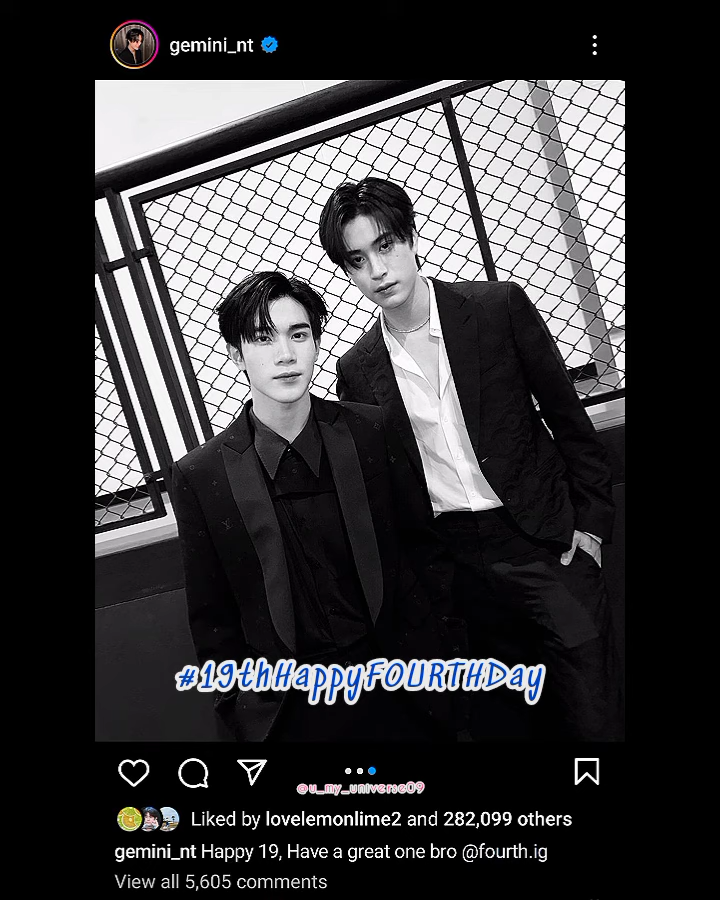 gemini_nt
#19thHappyFOURTHDay
@u_my_universe09
Liked by lovelemonlime2 and 282,099 others
gemini_nt Happy 19, Have a great one bro @fourth.ig
View all 5,605 comments